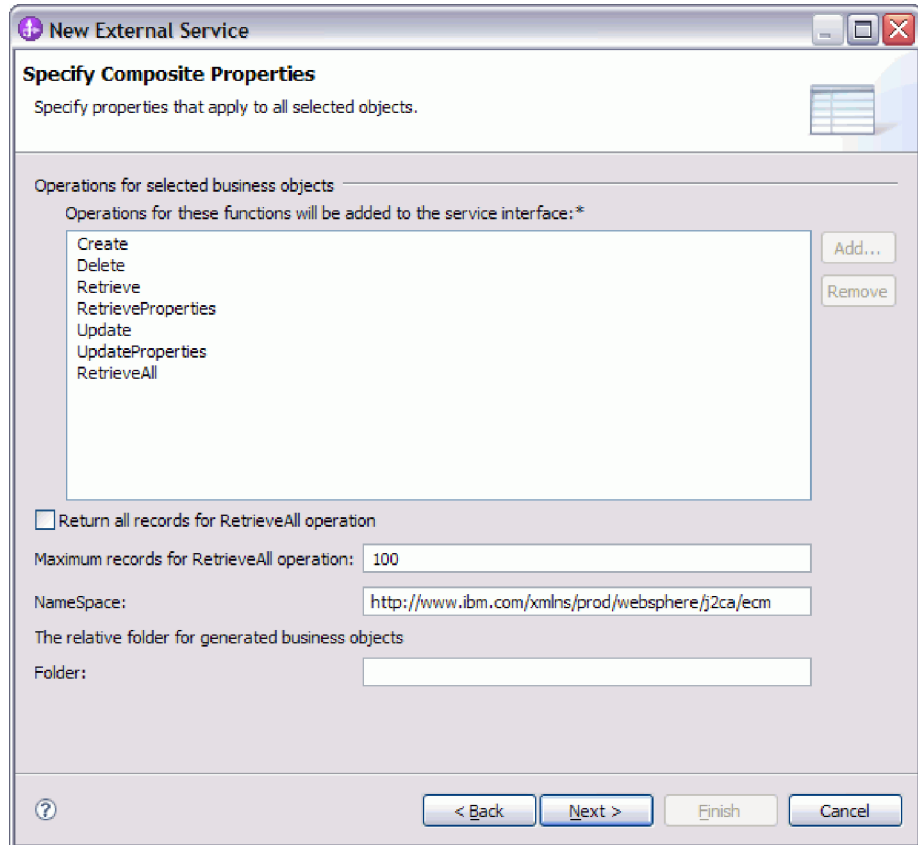 New External Service
Specify Composite Properties
Specify properties that apply to all selected objects.
Operations for selected business objects
Operations for these functions will be added to the service interface:*
Create
Delete
Retrieve
RetrieveProperties
Update
UpdateProperties
RetrieveAll
Add...
Remove
Return all records for RetrieveAll operation
Maximum records for RetrieveAll operation: 100
NameSpace: http://www.ibm.com/xmlns/prod/websphere/j2ca/ecm
The relative folder for generated business objects
Folder:
? < Back Next > Finish Cancel